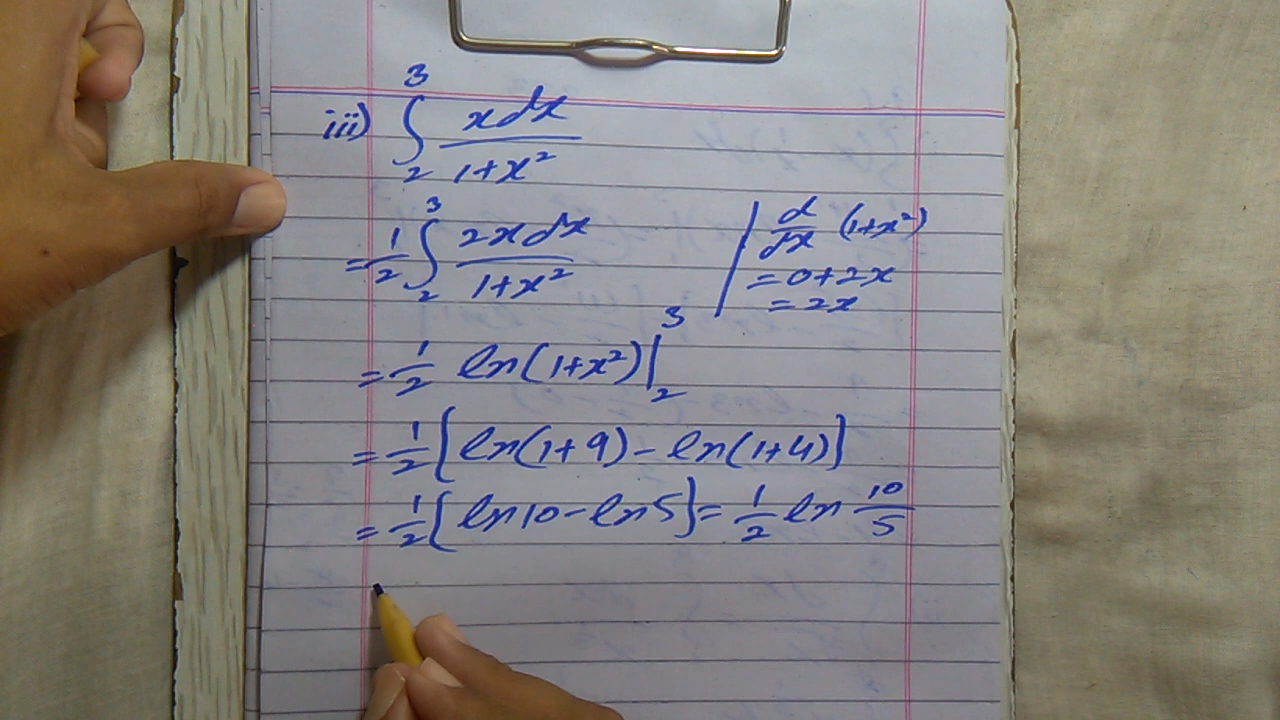 iii) ∫₂³ x dx / 1+x²
= 1/2 ∫₂³ 2x dx / 1+x²
| d/dx (1+x²)
= 0+2x
= 2x
= 1/2 ln(1+x²)|₂³
= 1/2 [ln(1+9) - ln(1+4)]
= 1/2 [ln10 - ln5] = 1/2 ln 10/5